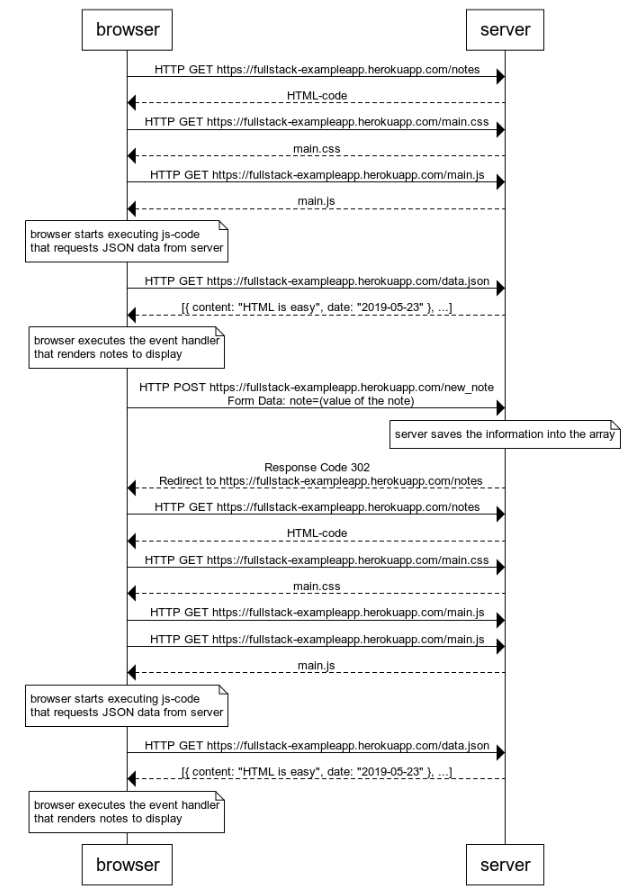 browser
server
HTTP GET https://fullstack-exampleapp.herokuapp.com/notes
HTML-code
HTTP GET https://fullstack-exampleapp.herokuapp.com/main.css
main.css
HTTP GET https://fullstack-exampleapp.herokuapp.com/main.js
main.js
browser starts executing js-code
that requests JSON data from server
HTTP GET https://fullstack-exampleapp.herokuapp.com/data.json
[{ content: "HTML is easy", date: "2019-05-23" }, ...]
browser executes the event handler
that renders notes to display
HTTP POST https://fullstack-exampleapp.herokuapp.com/new_note
Form Data: note=(value of the note)
server saves the information into the array
Response Code 302
Redirect to https://fullstack-exampleapp.herokuapp.com/notes
HTTP GET https://fullstack-exampleapp.herokuapp.com/notes
HTML-code
HTTP GET https://fullstack-exampleapp.herokuapp.com/main.css
main.css
HTTP GET https://fullstack-exampleapp.herokuapp.com/main.js
HTTP GET https://fullstack-exampleapp.herokuapp.com/main.js
main.js
browser starts executing js-code
that requests JSON data from server
HTTP GET https://fullstack-exampleapp.herokuapp.com/data.json
[{ content: "HTML is easy", date: "2019-05-23" }, ...]
browser executes the event handler
that renders notes to display
browser
server